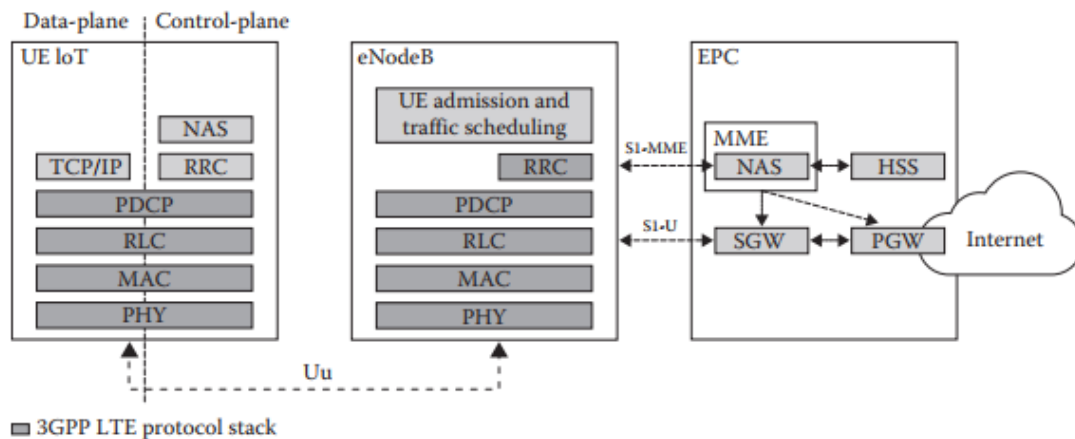 Data-plane
Control-plane
UE loT
NAS
TCP/IP
RRC
PDCP
RLC
MAC
PHY
eNodeB
UE admission and
traffic scheduling
RRC
PDCP
RLC
MAC
PHY
S1-MME
S1-U
EPC
MME
NAS
HSS
SGW
PGW
Internet
Uu
3GPP LTE protocol stack